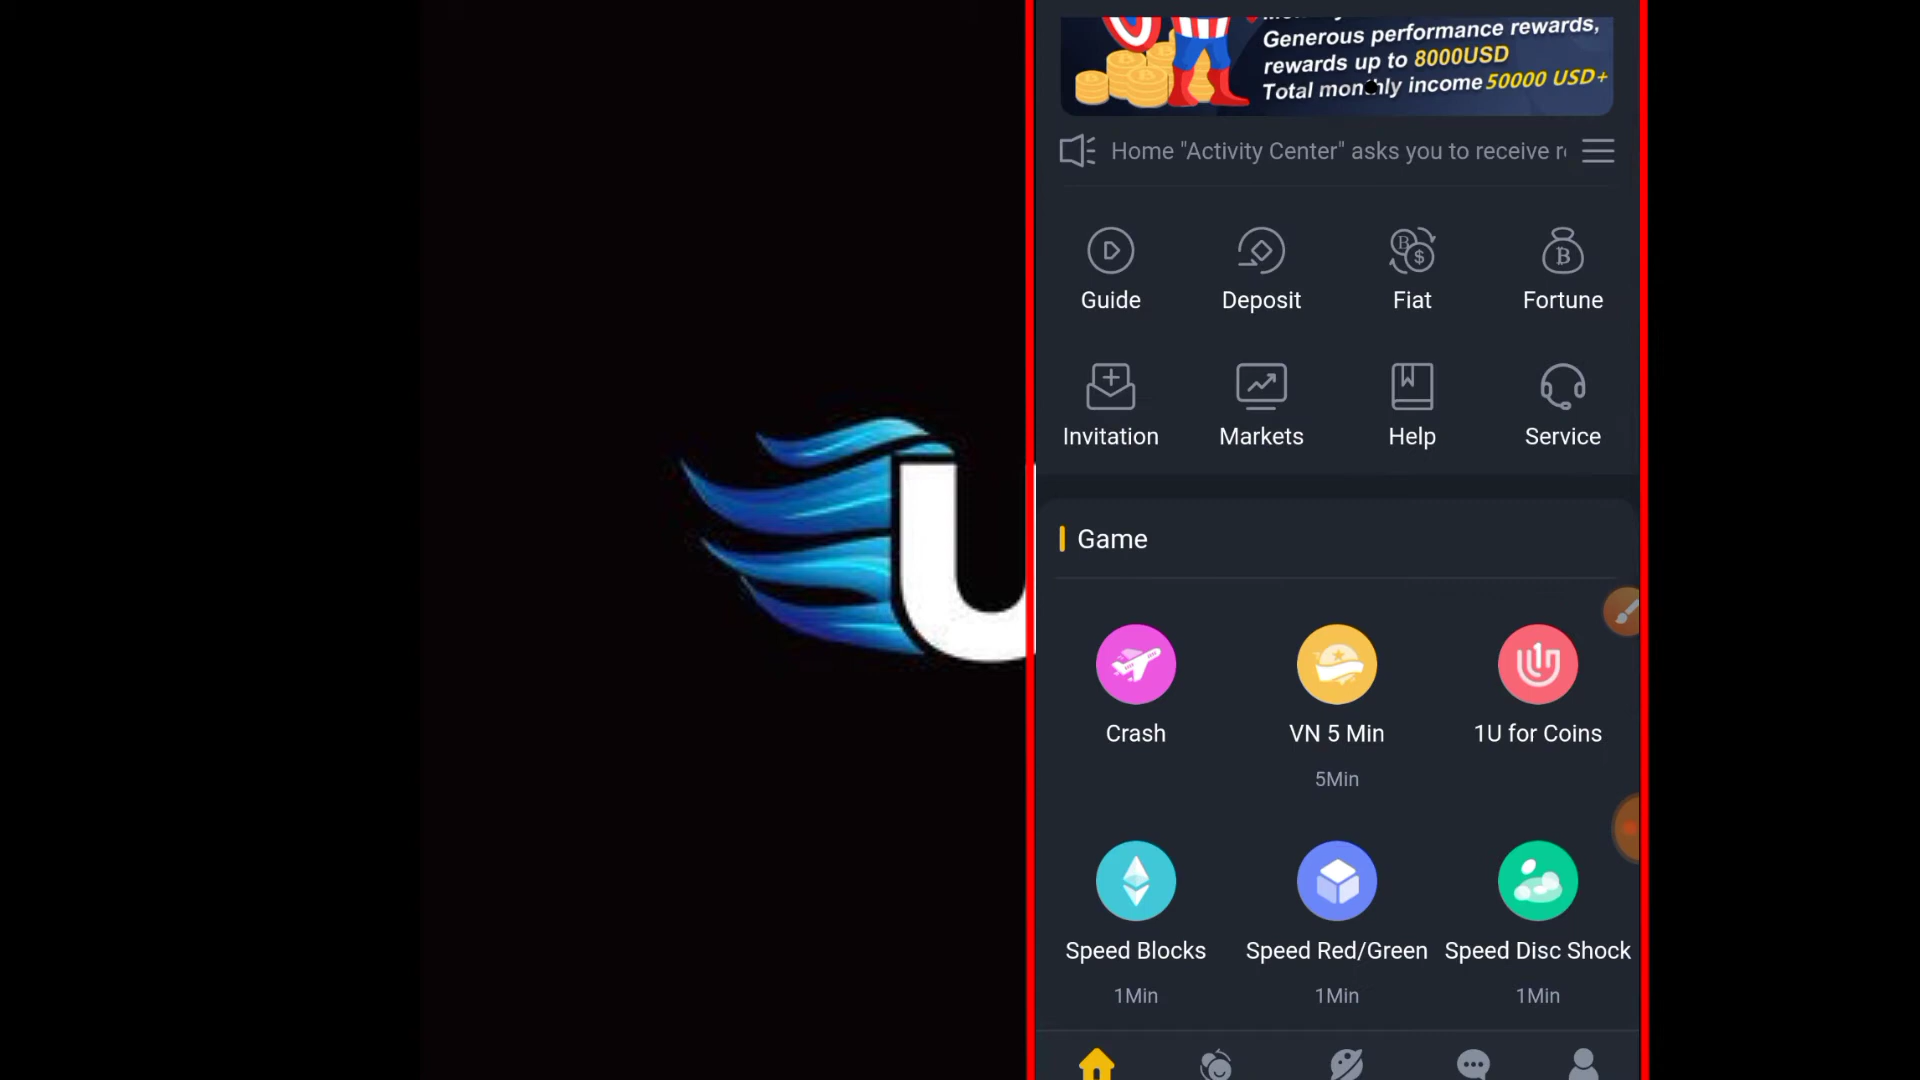 Generous performance rewards,
rewards up to 8000USD
Total monthly income 50000 USD+
Home "Activity Center" asks you to receive
Guide
Deposit
Fiat
Fortune
Invitation
Markets
Help
Service
Game
Crash
VN 5 Min
1U for Coins
5Min
Speed Blocks
Speed Red/Green
Speed Disc Shock
1Min
1Min
1Min
U